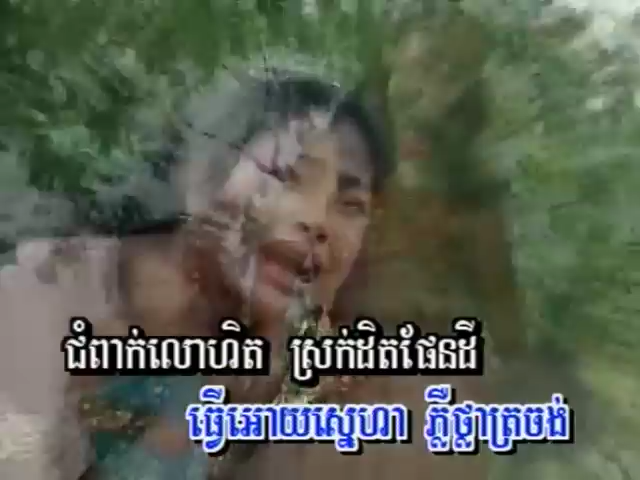 ជំពាក់លោហិត ស្រក់ដិតផែនដី
ធ្វើអោយស្នេហា ភ្លឺថ្លាត្រចង់